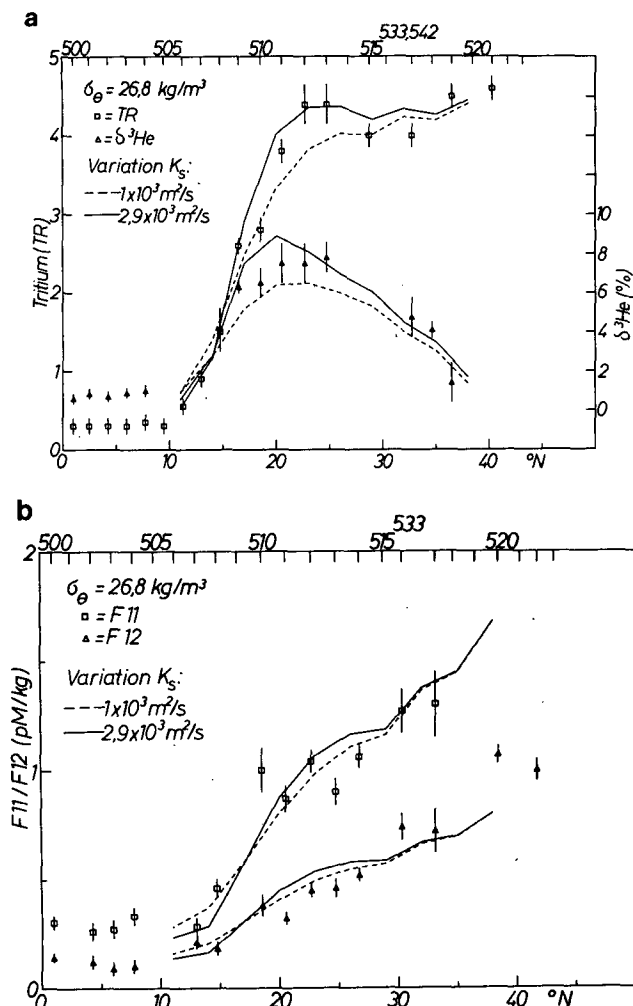 a
500 506 510 515 533,542 520
5
4
3
2
1
0
Tritium (TR)
σθ = 26,8 kg/m³
□ = TR
▵ = δ³He
Variation Ks:
---1x10³m²/s
—2,9x10³m²/s
10
8
6
4
2
0
δ³He (%)
0 10 20 30 40 °N
b
500 505 510 515 533 520
2
1
0
F11/F12 (pM/kg)
σθ = 26,8 kg/m³
□ = F11
▵ = F12
Variation Ks:
---1x10³m²/s
—2,9x10³m²/s
0 10 20 30 40 °N